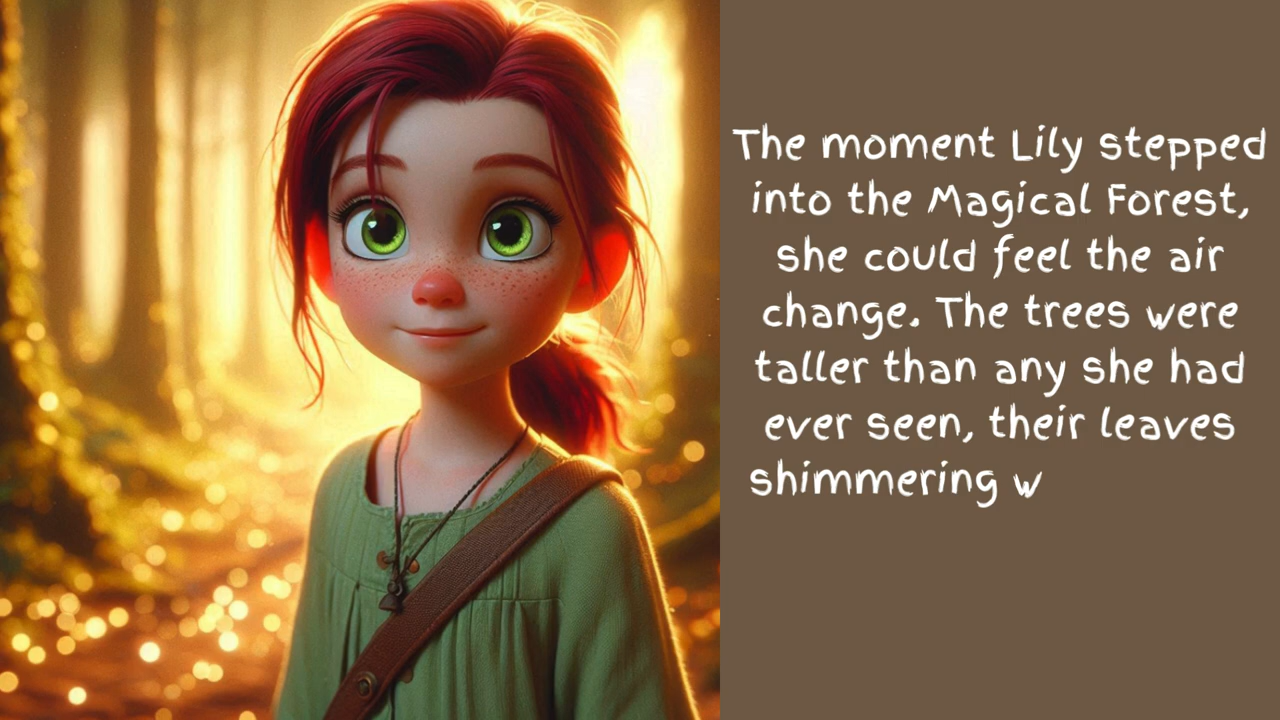 The moment Lily stepped
into the Magical Forest,
she could feel the air
change. The trees were
taller than any she had
ever seen, their leaves
shimmering w